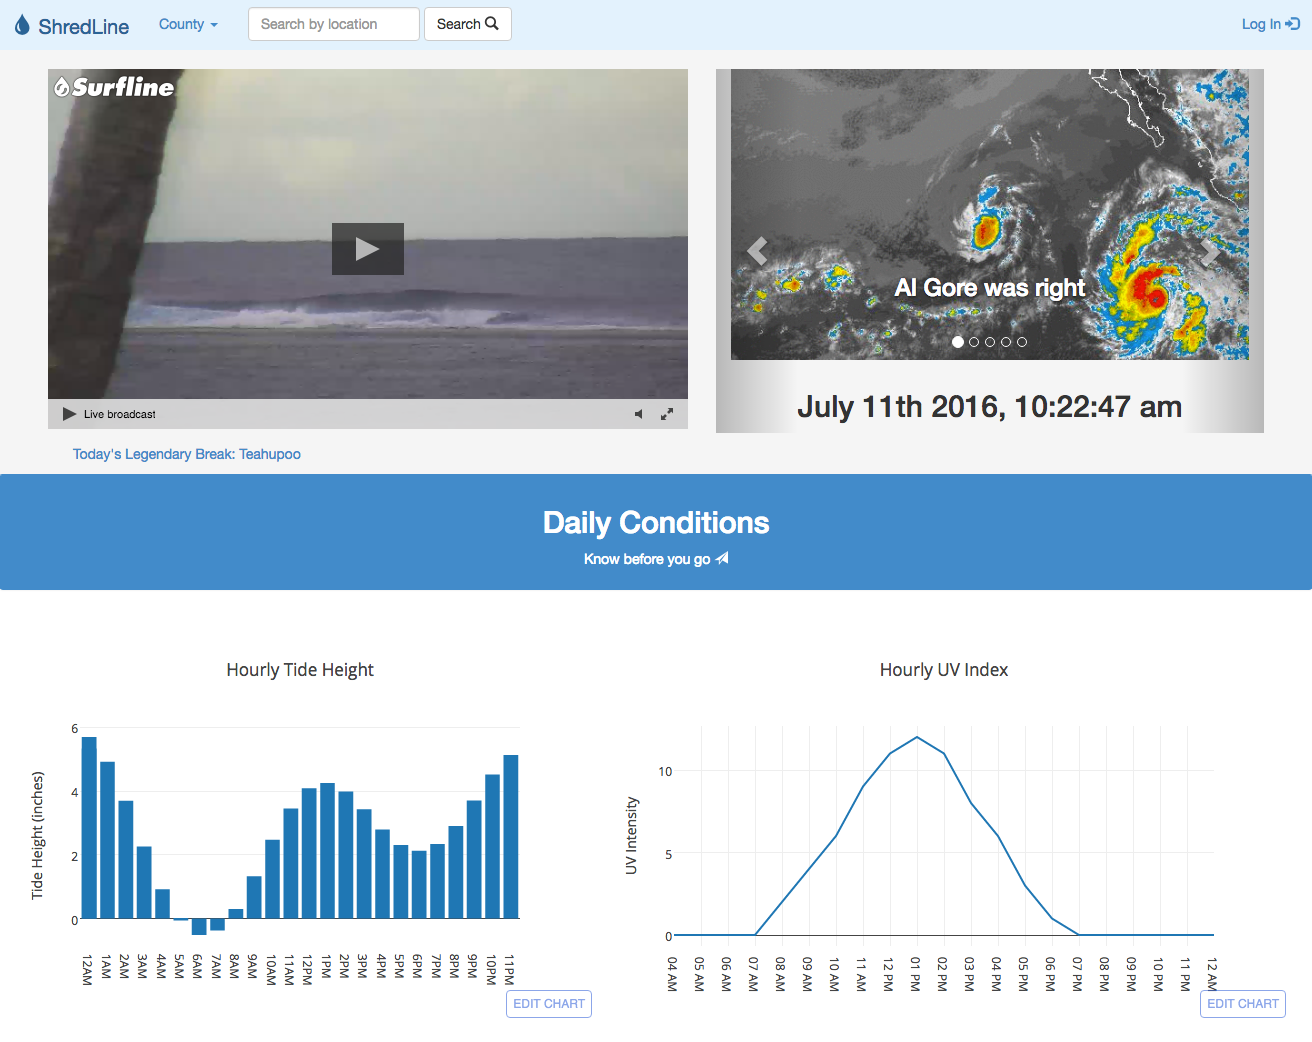 ShredLine County Search by location Search Log In
Surfline
Al Gore was right
Live broadcast
July 11th 2016, 10:22:47 am
Today's Legendary Break: Teahupoo
Daily Conditions
Know before you go
Hourly Tide Height
Tide Height (inches)
6
4
2
0
12AM 1AM 2AM 3AM 4AM 5AM 6AM 7AM 8AM 9AM 10AM 11AM 12PM 1PM 2PM 3PM 4PM 5PM 6PM 7PM 8PM 9PM 10PM 11PM
EDIT CHART
Hourly UV Index
UV Intensity
10
5
0
04 AM 05 AM 06 AM 07 AM 08 AM 09 AM 10 AM 11 AM 12 PM 01 PM 02 PM 03 PM 04 PM 05 PM 06 PM 07 PM 08 PM 09 PM 10 PM 11 PM 12 AM
EDIT CHART